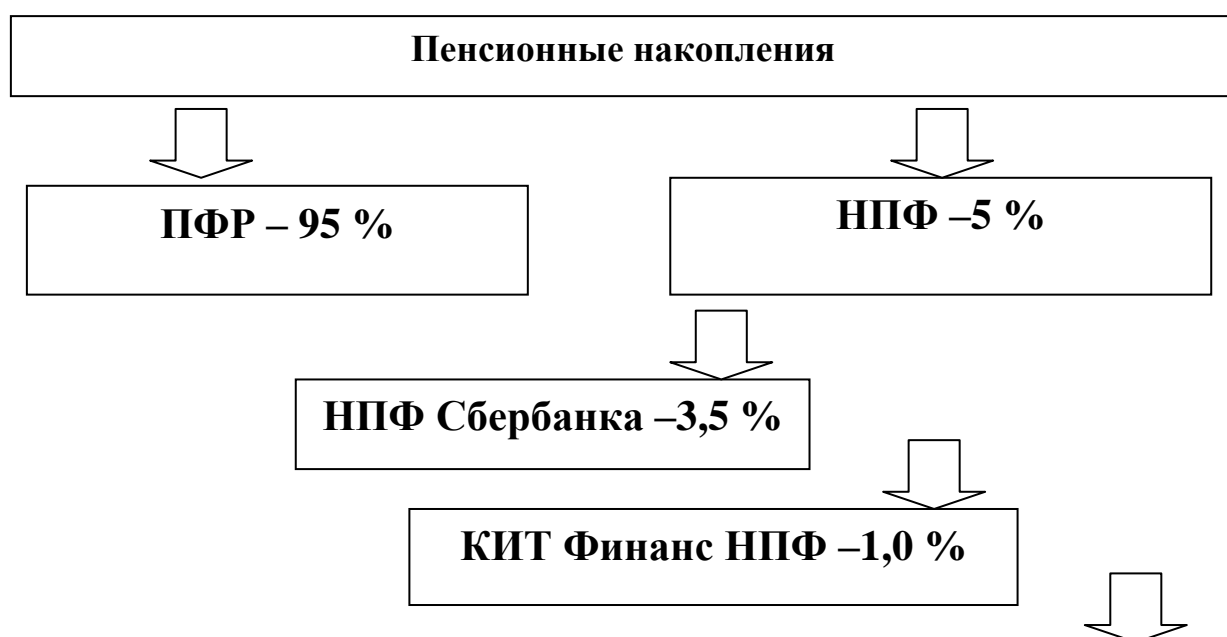 Пенсионные накопления
ПФР – 95 %
НПФ –5 %
НПФ Сбербанка –3,5 %
КИТ Финанс НПФ –1,0 %